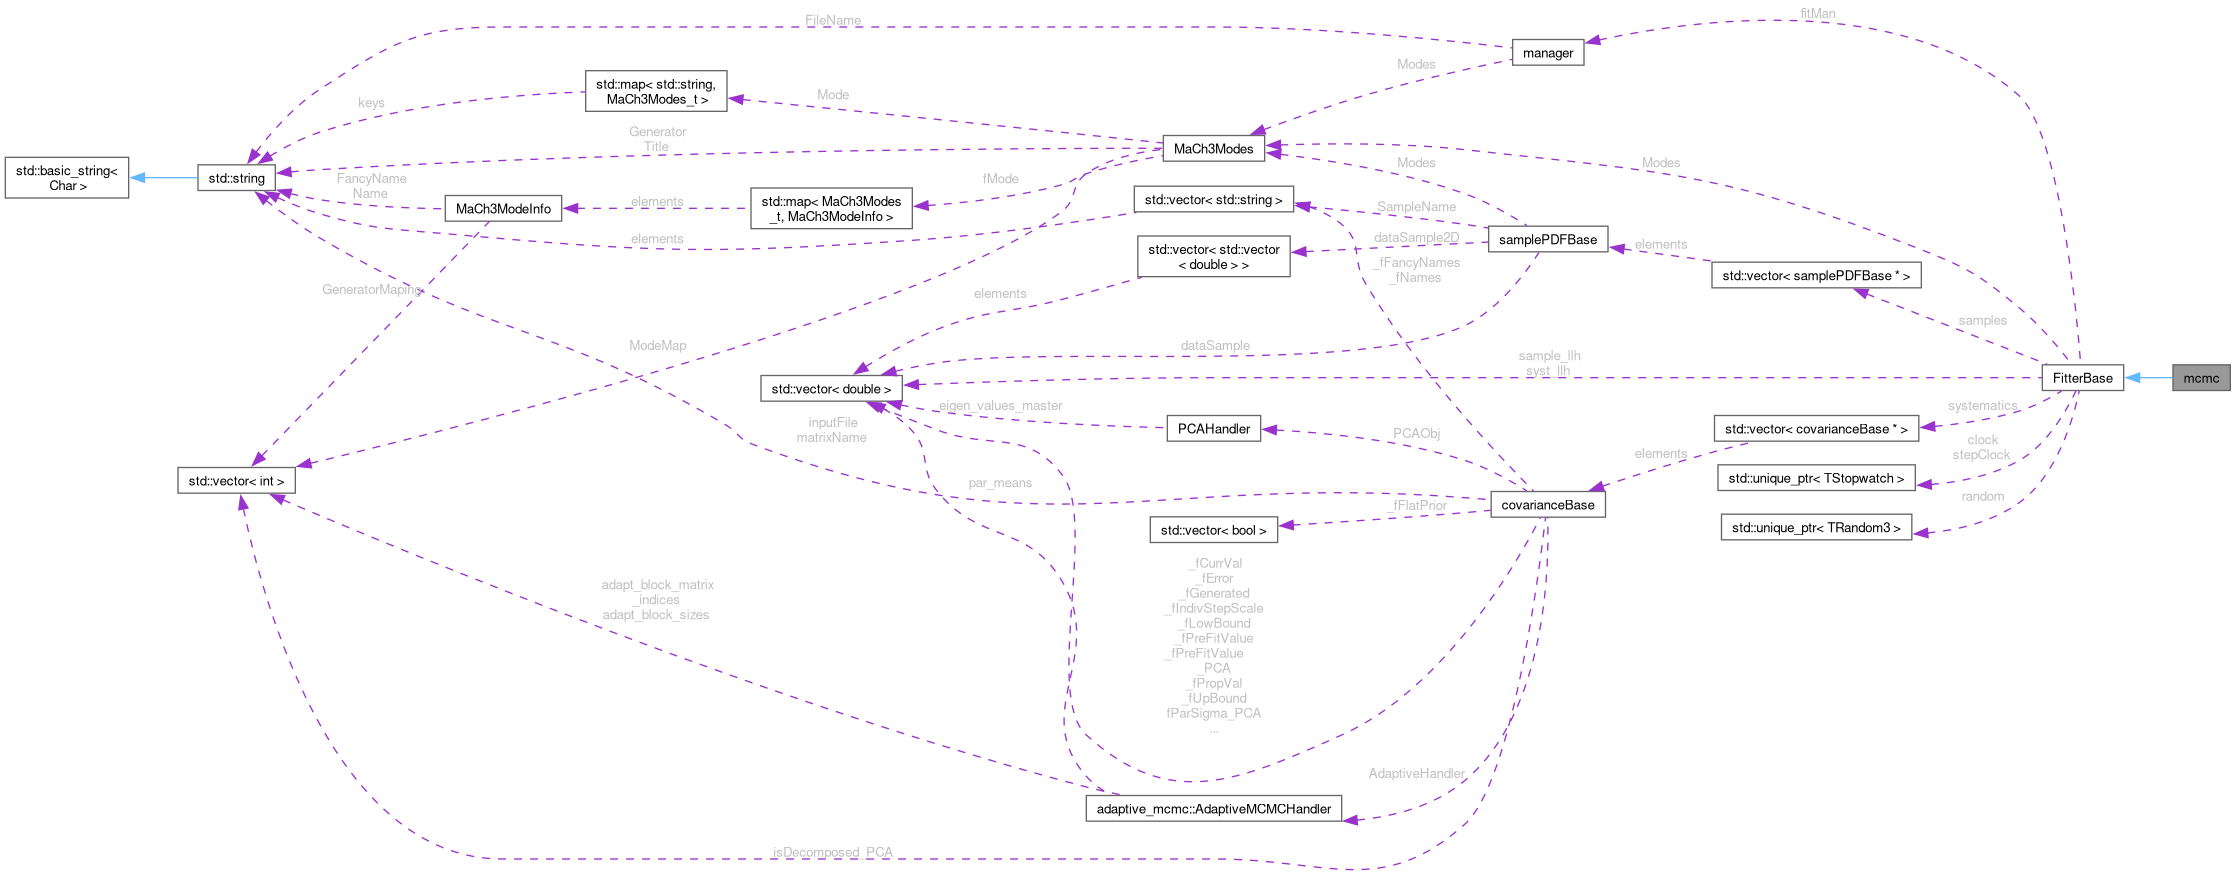 FileName
fitMan
manager
Modes
std::map< std::string,
MaCh3Modes_t >
Mode
keys
Generator
Title
MaCh3Modes
std::basic_string<
Char >
std::string
FancyName
Name
MaCh3ModeInfo
elements
std::map< MaCh3Modes
_t, MaCh3ModeInfo >
fMode
std::vector< std::string >
Modes
Modes
SampleName
elements
std::vector< std::vector
< double > >
dataSample2D
samplePDFBase
elements
_fFancyNames
_fNames
std::vector< samplePDFBase * >
GeneratorMaping
elements
samples
ModeMap
dataSample
sample_llh
syst_llh
std::vector< double >
FitterBase
mcmc
eigen_values_master
systematics
inputFile
matrixName
PCAHandler
PCAObj
std::vector< covarianceBase * >
clock
stepClock
elements
std::vector< int >
par_means
std::unique_ptr< TStopwatch >
random
_fFlatPrior
covarianceBase
std::vector< bool >
std::unique_ptr< TRandom3 >
adapt_block_matrix
_indices
adapt_block_sizes
_fCurrVal
_fError
_fGenerated
_fIndivStepScale
_fLowBound
_fPreFitValue
_fPreFitValue
_PCA
_fPropVal
_fUpBound
fParSigma_PCA
...
AdaptiveHandler
adaptive_mcmc::AdaptiveMCMCHandler
isDecomposed_PCA